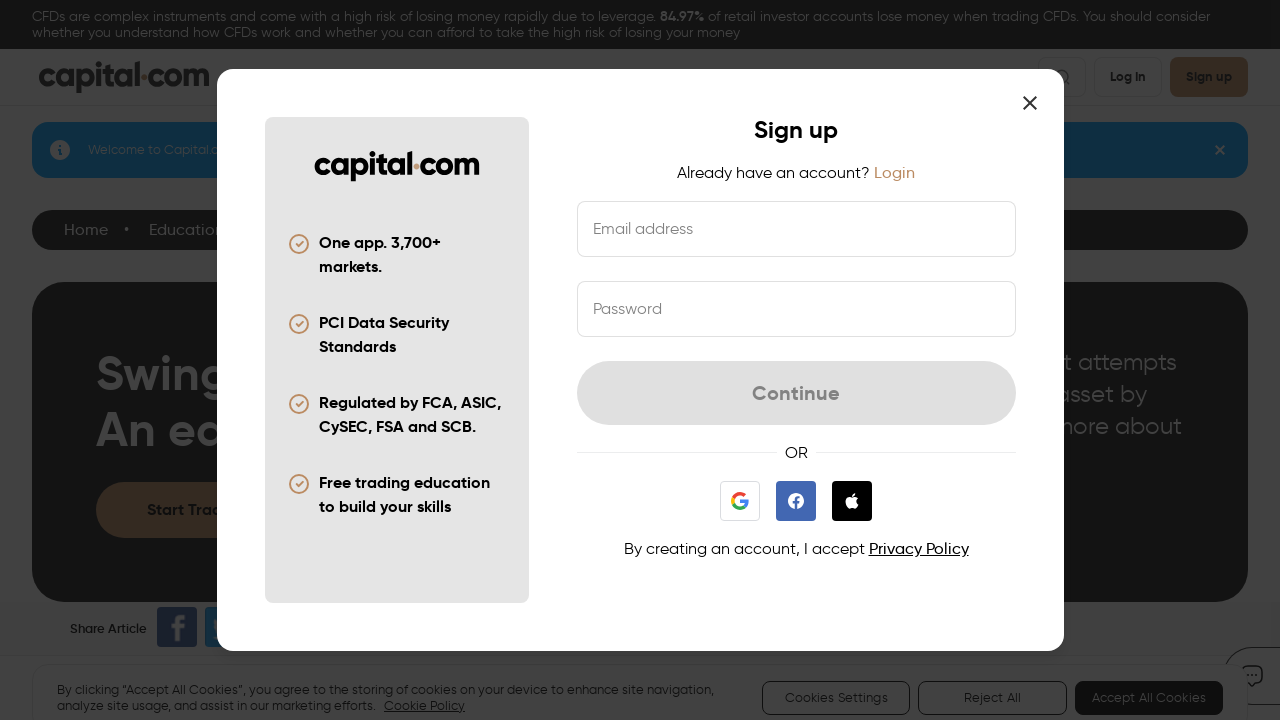 CFDs are complex instruments and come with a high risk of losing money rapidly due to leverage. 84.97% of retail investor accounts lose money when trading CFDs. You should consider
whether you understand how CFDs work and whether you can afford to take the high risk of losing your money
capital.com
Log In
Sign up
Welcome to Capital.c
Home • Education
Swing
An ed
Start Trad
t attempts
asset by
more about
Share Article
capital.com
One app. 3,700+
markets.
PCI Data Security
Standards
Regulated by FCA, ASIC,
CySEC, FSA and SCB.
Free trading education
to build your skills
Sign up
Already have an account? Login
Email address
Password
Continue
OR
By creating an account, I accept Privacy Policy
By clicking “Accept All Cookies”, you agree to the storing of cookies on your device to enhance site navigation,
analyze site usage, and assist in our marketing efforts. Cookie Policy
Cookies Settings
Reject All
Accept All Cookies